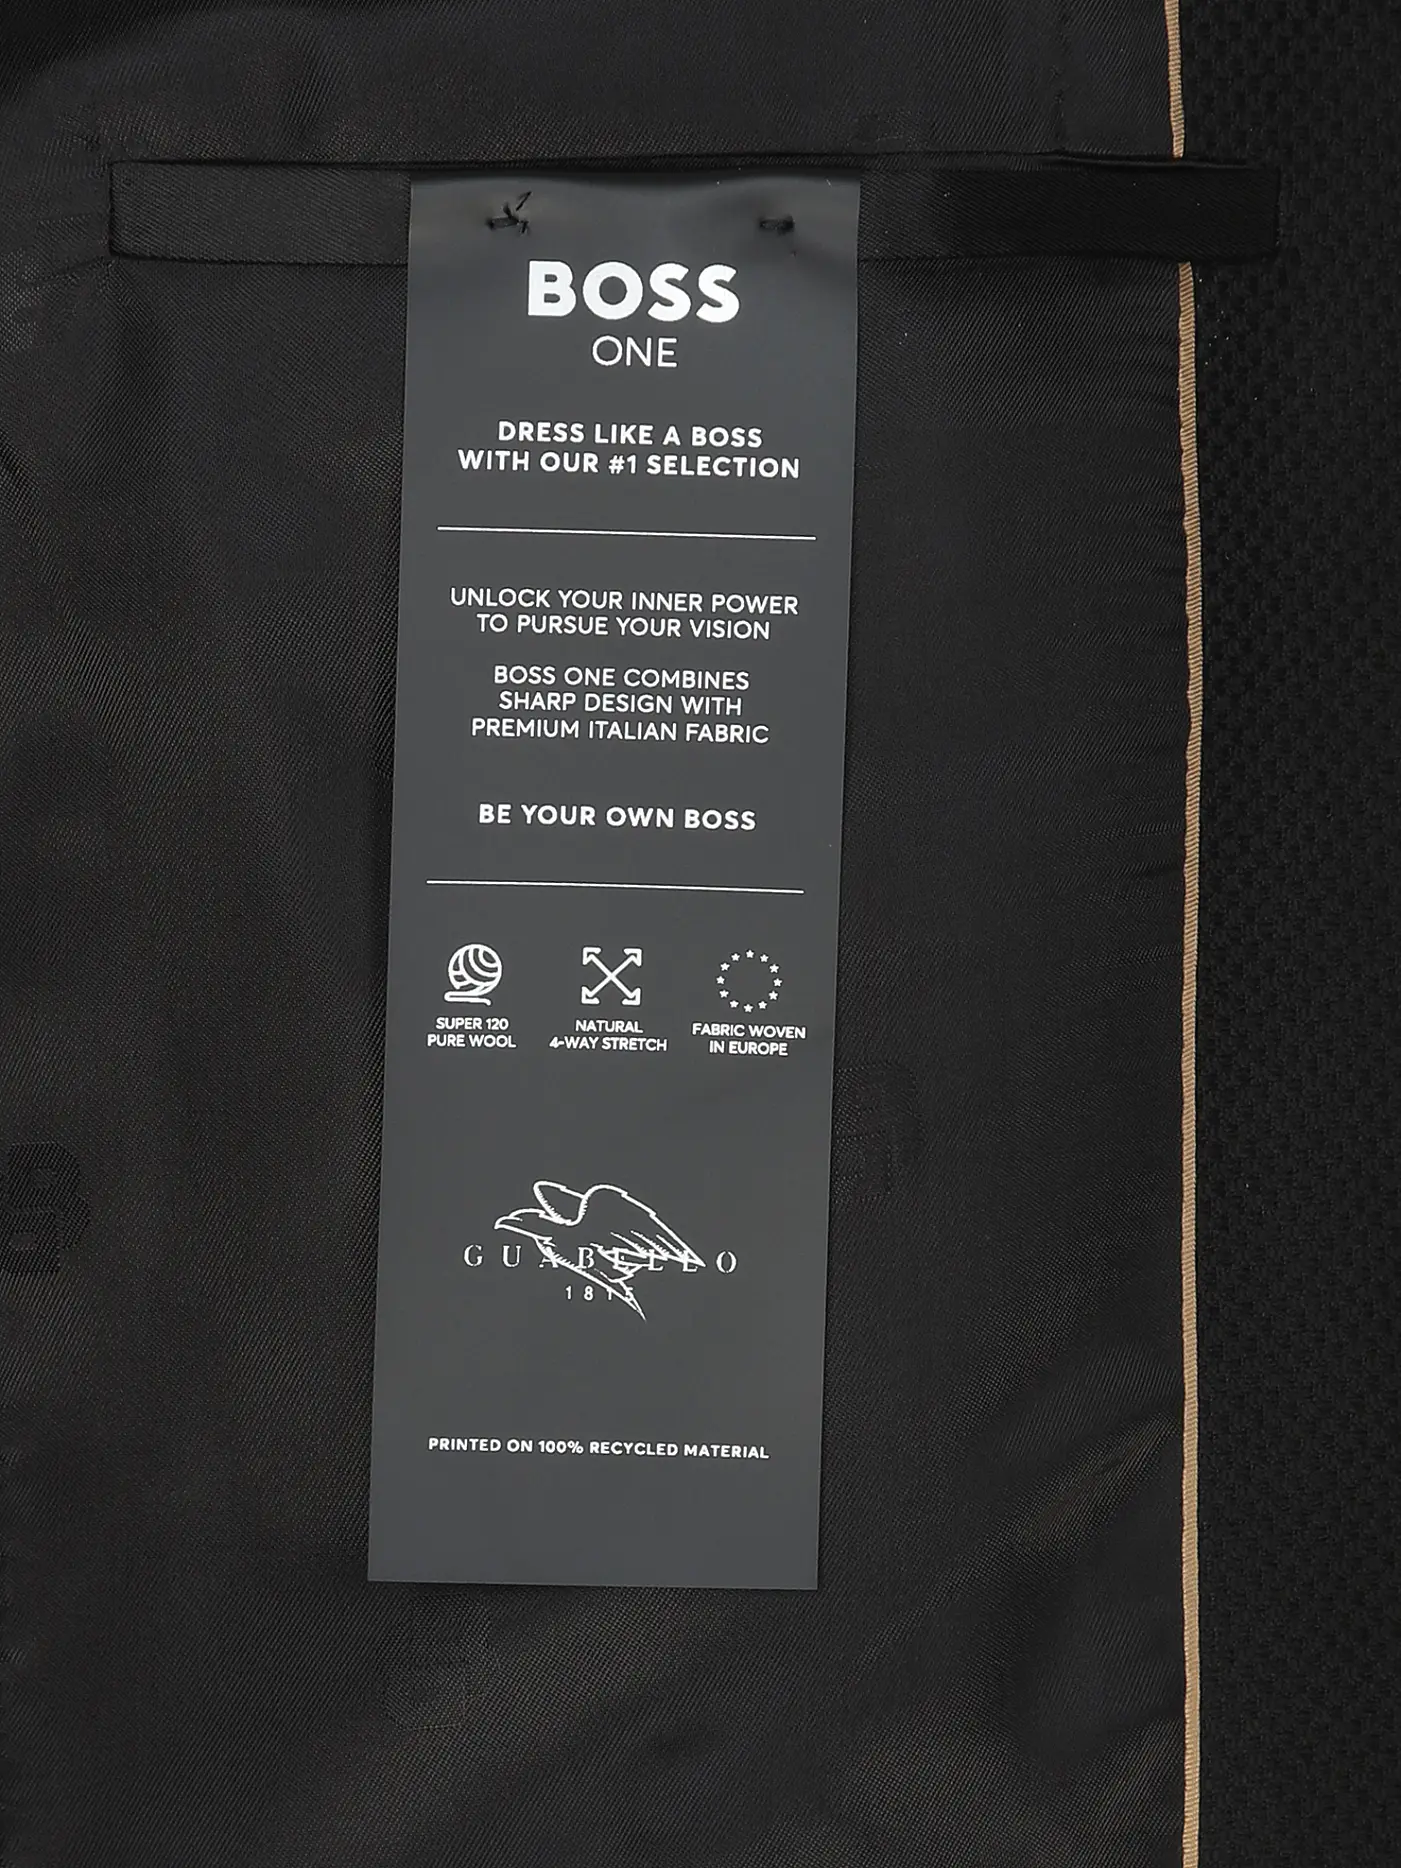 BOSS
ONE
DRESS LIKE A BOSS
WITH OUR #1 SELECTION
UNLOCK YOUR INNER POWER
TO PURSUE YOUR VISION
BOSS ONE COMBINES
SHARP DESIGN WITH
PREMIUM ITALIAN FABRIC
BE YOUR OWN BOSS
SUPER 120
PURE WOOL
NATURAL
4-WAY STRETCH
FABRIC WOVEN
IN EUROPE
GUABELLO
1815
PRINTED ON 100% RECYCLED MATERIAL